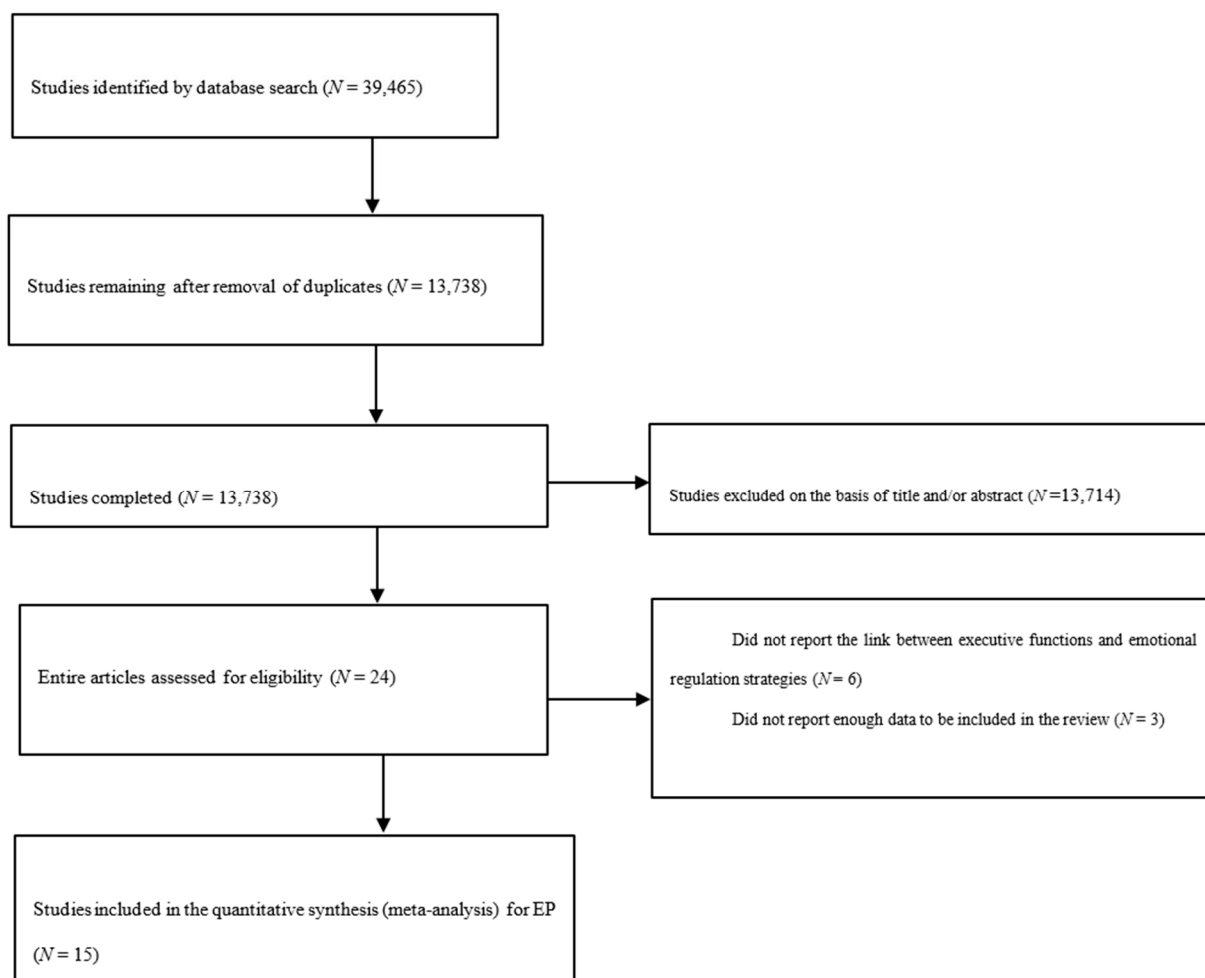 Studies identified by database search (N = 39,465)
Studies remaining after removal of duplicates (N = 13,738)
Studies completed (N = 13,738)
Studies excluded on the basis of title and/or abstract (N =13,714)
Entire articles assessed for eligibility (N = 24)
Did not report the link between executive functions and emotional
regulation strategies (N = 6)
Did not report enough data to be included in the review (N = 3)
Studies included in the quantitative synthesis (meta-analysis) for EP
(N = 15)